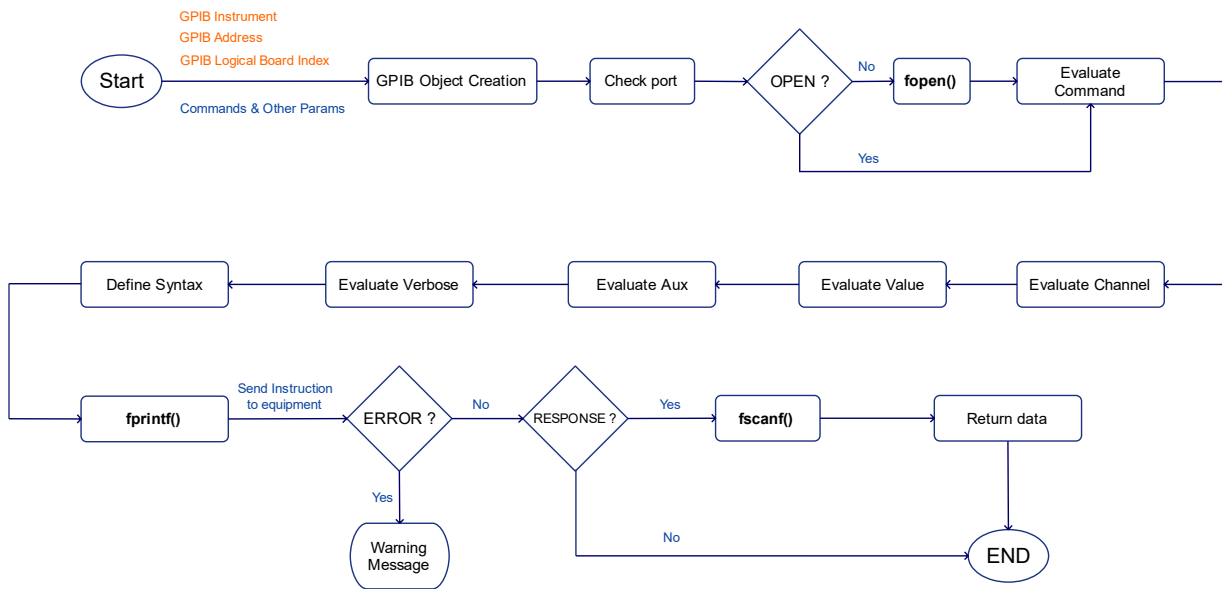 GPIB Instrument
GPIB Address
GPIB Logical Board Index
Start
Commands & Other Params
GPIB Object Creation
Check port
OPEN ?
No
fopen()
Evaluate
Command
Yes
Define Syntax
Evaluate Verbose
Evaluate Aux
Evaluate Value
Evaluate Channel
fprintf()
Send Instruction
to equipment
ERROR ?
No
RESPONSE ?
Yes
fscanf()
Return data
Yes
Warning
Message
No
END